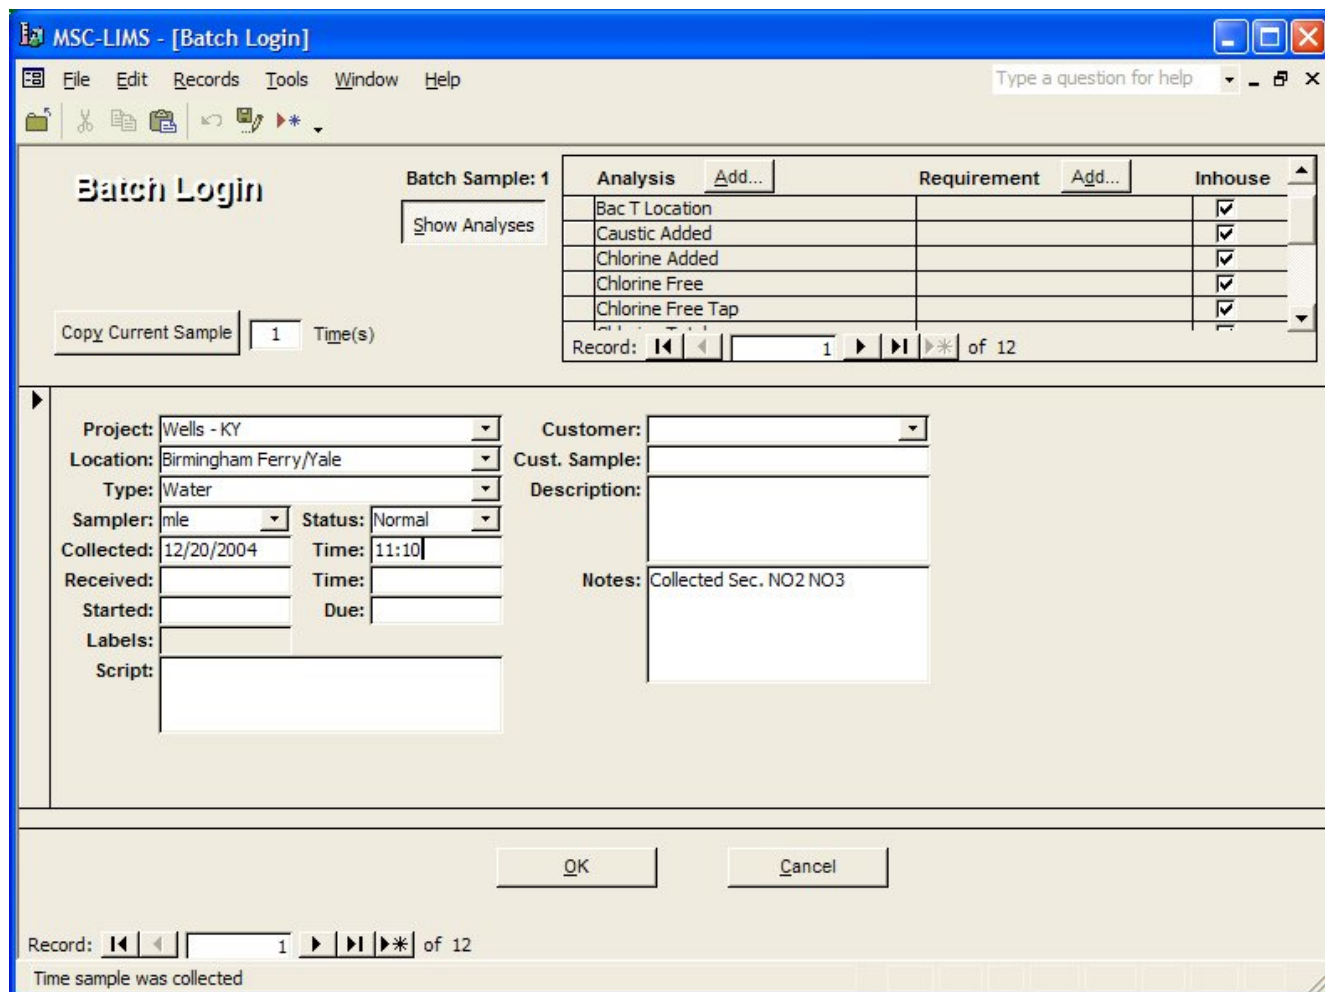 MSC-LIMS - [Batch Login]
File Edit Records Tools Window Help Type a question for help
Batch Login
Batch Sample: 1
Show Analyses
Copy Current Sample 1 Time(s)
Analysis Add... Requirement Add... Inhouse
Bac T Location
Caustic Added
Chlorine Added
Chlorine Free
Chlorine Free Tap
Record: 1 of 12
Project: Wells - KY
Location: Birmingham Ferry/Yale
Type: Water
Sampler: mle Status: Normal
Collected: 12/20/2004 Time: 11:10
Received: Time:
Started: Due:
Labels:
Script:
Customer:
Cust. Sample:
Description:
Notes: Collected Sec. NO2 NO3
OK Cancel
Record: 1 of 12
Time sample was collected